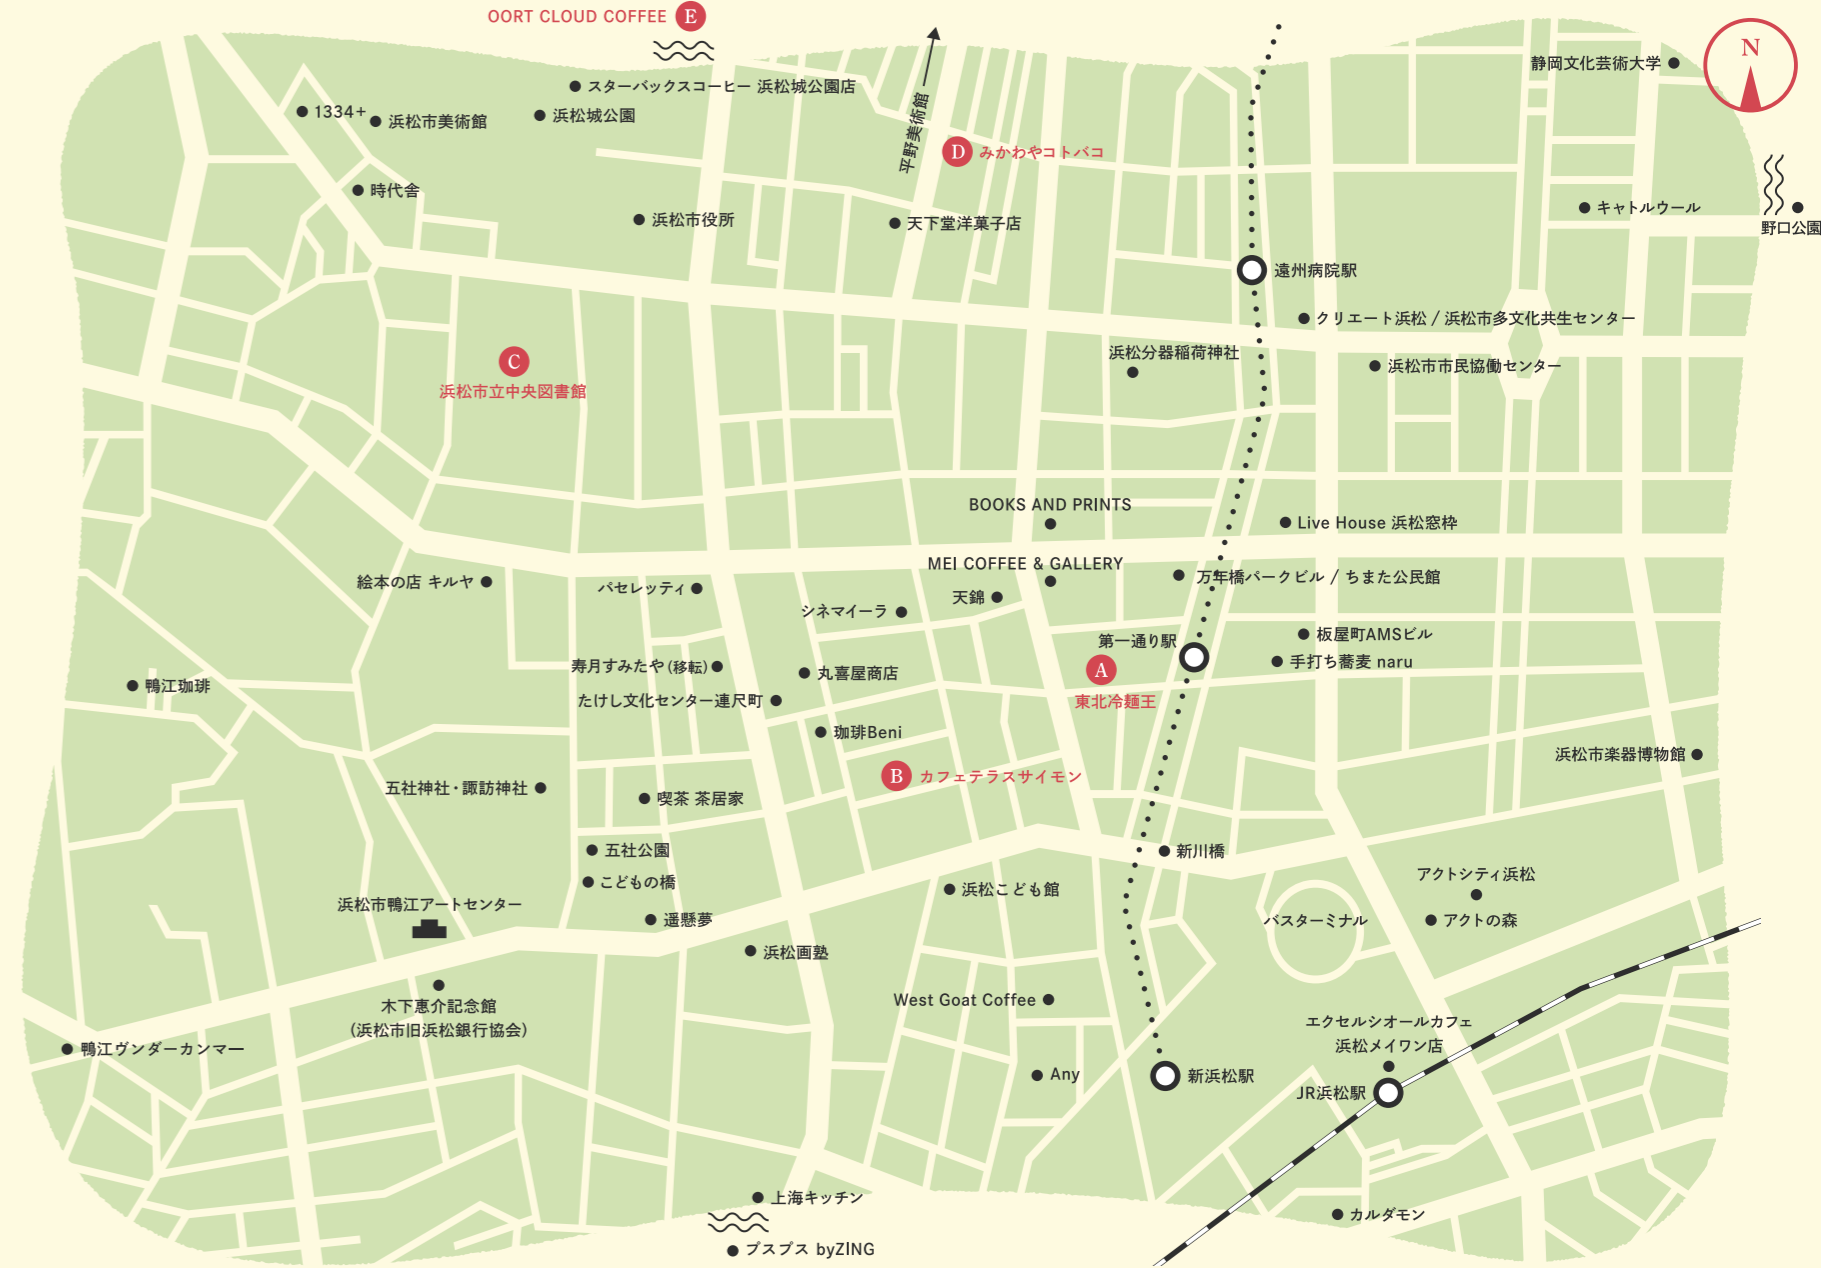 OORT CLOUD COFFEE E
N
静岡文化芸術大学
スターバックスコーヒー 浜松城公園店
1334+
浜松市美術館
浜松城公園
平野美術館
D みかわやコトバコ
時代舎
浜松市役所
天下堂洋菓子店
キャトルウール
野口公園
遠州病院駅
クリエート浜松 / 浜松市多文化共生センター
浜松分器稲荷神社
浜松市市民協働センター
C
浜松市立中央図書館
BOOKS AND PRINTS
Live House 浜松窓枠
MEI COFFEE & GALLERY
絵本の店 キルヤ
パセレッティ
天錦
万年橋パークビル / ちまた公民館
シネマイーラ
第一通り駅
板屋町AMSビル
寿月すみたや(移転)
丸喜屋商店
手打ち蕎麦 naru
A
東北冷麺王
鴨江珈琲
たけし文化センター連尺町
珈琲Beni
浜松市楽器博物館
B カフェテラスサイモン
五社神社・諏訪神社
喫茶 茶居家
五社公園
新川橋
こどもの橋
浜松こども館
アクトシティ浜松
浜松市鴨江アートセンター
遥懸夢
バスターミナル
アクトの森
浜松画塾
木下惠介記念館
(浜松市旧浜松銀行協会)
West Goat Coffee
エクセルシオールカフェ
浜松メイワン店
鴨江ヴンダーカンマー
Any
新浜松駅
JR浜松駅
上海キッチン
カルダモン
プスプス byZING